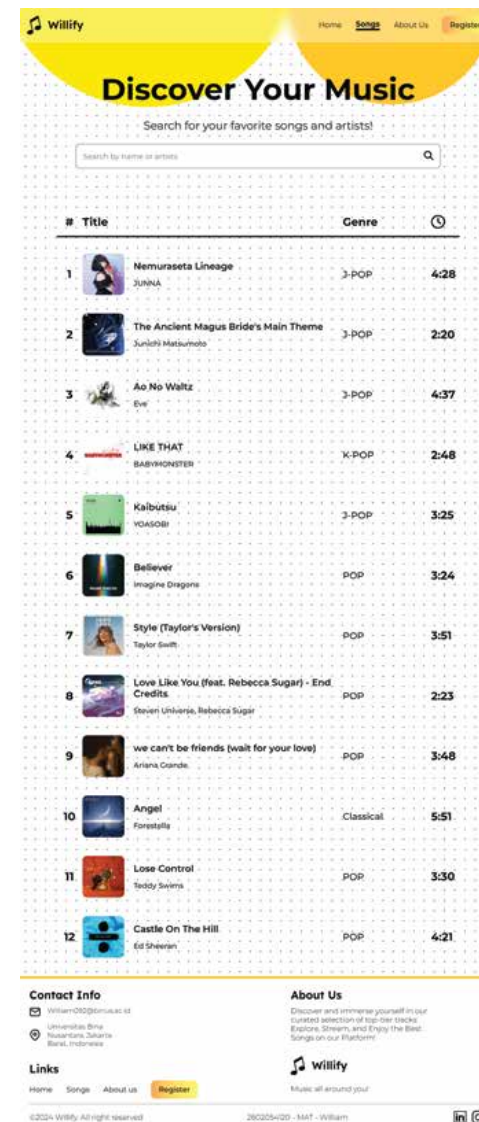 Willify
Home Songs About Us Register
Discover Your Music
Search for your favorite songs and artists!
Search by name or artists
# Title Genre
1 Nemuraseta Lineage J-POP 4:28
JUNNA
2 The Ancient Magus Bride's Main Theme J-POP 2:20
Junichi Matsumoto
3 Ao No Waltz J-POP 4:37
Eve
4 LIKE THAT K-POP 2:48
BABYMONSTER
5 Kaibutsu J-POP 3:25
YOASOBI
6 Believer POP 3:24
Imagine Dragons
7 Style (Taylor's Version) POP 3:51
Taylor Swift
8 Love Like You (feat. Rebecca Sugar) - End
Credits POP 2:23
Steven Universe, Rebecca Sugar
9 we can't be friends (wait for your love) POP 3:48
Ariana Grande
10 Angel Classical 5:51
Forestella
11 Lose Control POP 3:30
Teddy Swims
12 Castle On The Hill POP 4:21
Ed Sheeran
Contact Info
Universitas Bina
Nusantara, Jakarta
Barat, Indonesia
Links
Home Songs About us Register
About Us
Discover and immerse yourself in our
curated selection of top-tier tracks
Explore, Stream, and Enjoy the Best
Songs on our Platform!
Willify
Music all around you!
©2024 Willify. All right reserved
- MAT - William